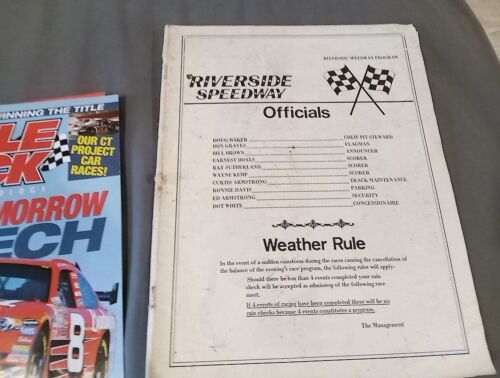 WINNING THE TITLE
OUR CT
PROJECT
CAR
RACES!
MORROW
TECH
8
RIVERSIDE SPEEDWAY PROGRAM
RIVERSIDE
SPEEDWAY
Officials
DOUG BAKER CHIEF PIT STEWARD
DON GRAVES FLAGMAN
BILL BROWN ANNOUNCER
EARNEST BOALS SCORER
RAY SUTHERLAND SCORER
WAYNE KEMP SCORER
CURTIS ARMSTRONG TRACK MAINTENANCE
RONNIE DAVIS PARKING
ED ARMSTRONG SECURITY
DOT WHITE CONCESSIONAIRE
Weather Rule
In the event of a sudden rainstorm during the races causing the cancellation of
the balance of the evening's race program, the following rules will apply:
Should there be less than 4 events completed your rain
check will be accepted as admission of the following race
meet.
If 4 events of racing have been completed there will be no
rain checks because 4 events constitutes a program.
The Management